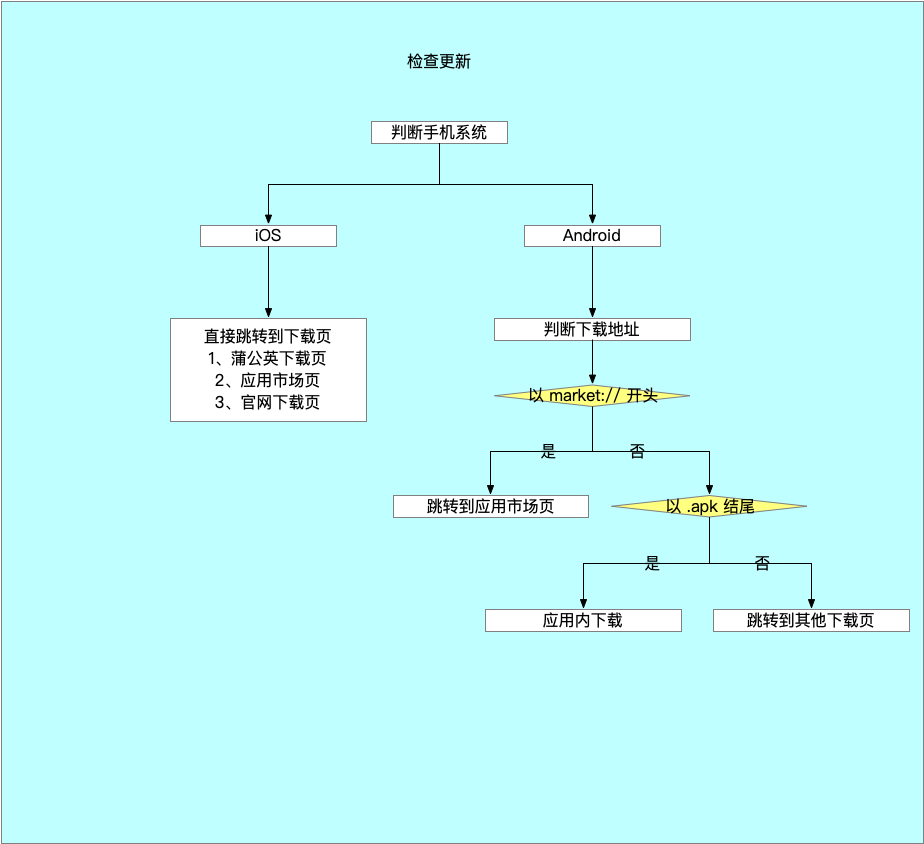 检查更新
判断手机系统
iOS
Android
直接跳转到下载页
1、蒲公英下载页
2、应用市场页
3、官网下载页
判断下载地址
以 market:// 开头
是
否
跳转到应用市场页
以 .apk 结尾
是
否
应用内下载
跳转到其他下载页